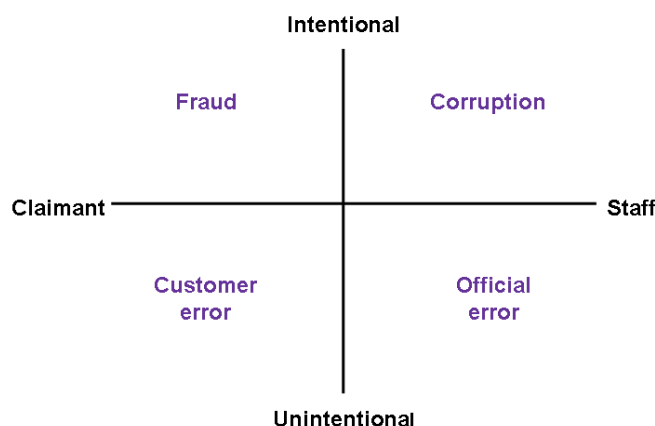 Intentional
Fraud
Corruption
Claimant
Staff
Customer
error
Official
error
Unintentional